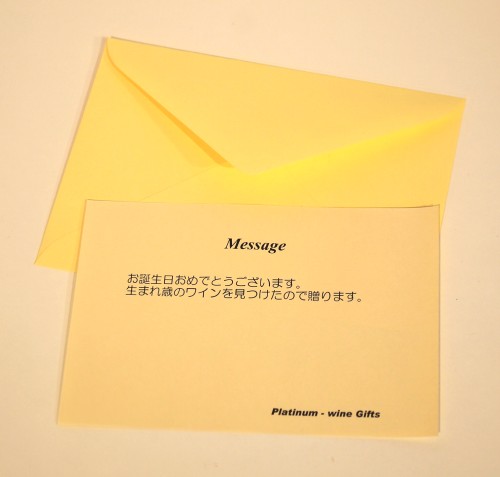 Message
お誕生日おめでとうございます。
生まれ歳のワインを見つけたので贈ります。
Platinum - wine Gifts